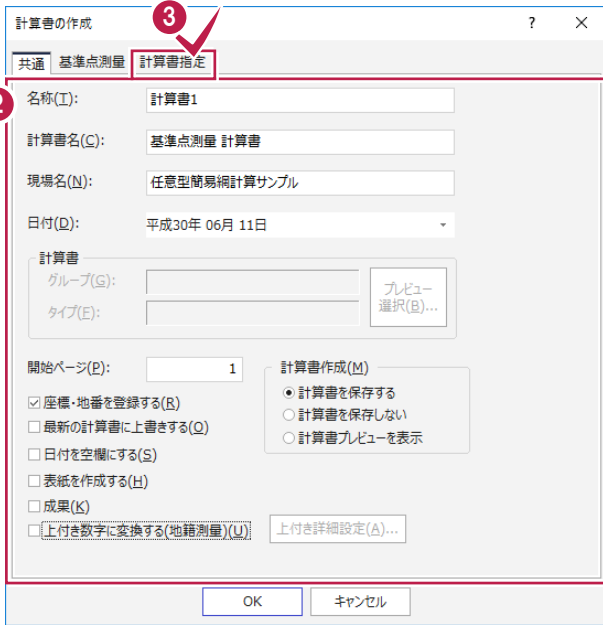 計算書の作成 ? ×
3
共通 基準点測量 計算書指定
2
名称(T): 計算書1
計算書名(C): 基準点測量 計算書
現場名(N): 任意型簡易網計算サンプル
日付(D): 平成30年 06月 11日
計算書
グループ(G):
タイプ(E):
プレビュー
選択(B)...
開始ページ(P): 1
計算書作成(M)
計算書を保存する
計算書を保存しない
計算書プレビューを表示
座標・地番を登録する(R)
最新の計算書に上書きする(O)
日付を空欄にする(S)
表紙を作成する(H)
成果(K)
上付き数字に変換する(地籍測量)(U) 上付き詳細設定(A)...
OK キャンセル